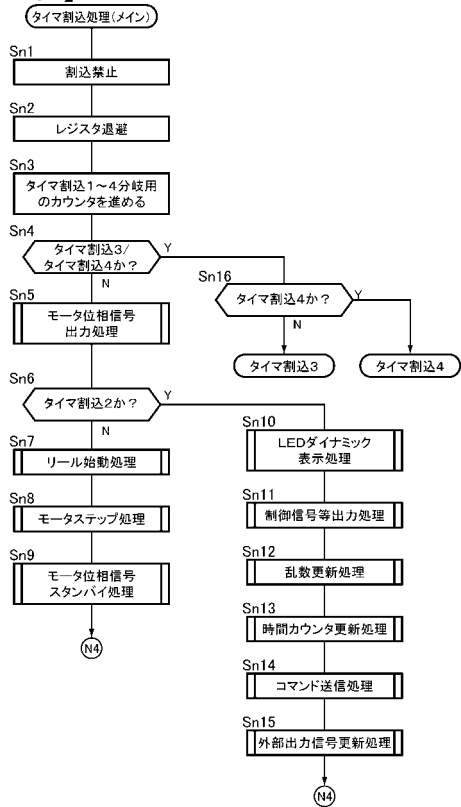 タイマ割込処理(メイン)
Sn1
割込禁止
Sn2
レジスタ退避
Sn3
タイマ割込1～4分岐用
のカウンタを進める
Sn4
タイマ割込3/
タイマ割込4か？
Y
N
Sn16
タイマ割込4か？
Y
N
タイマ割込3
タイマ割込4
Sn5
モータ位相信号
出力処理
Sn6
タイマ割込2か？
Y
N
Sn7
リール始動処理
Sn8
モータステップ処理
Sn9
モータ位相信号
スタンバイ処理
N4
Sn10
LEDダイナミック
表示処理
Sn11
制御信号等出力処理
Sn12
乱数更新処理
Sn13
時間カウンタ更新処理
Sn14
コマンド送信処理
Sn15
外部出力信号更新処理
N4